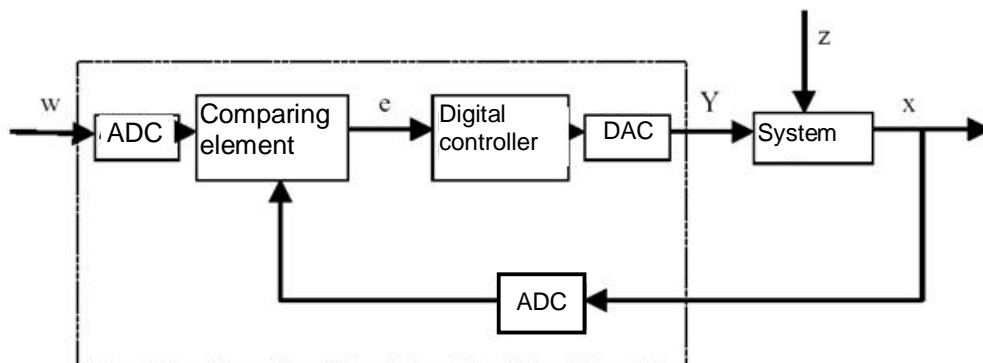 z
w
ADC
Comparing
element
e
Digital
controller
DAC
Y
System
x
ADC